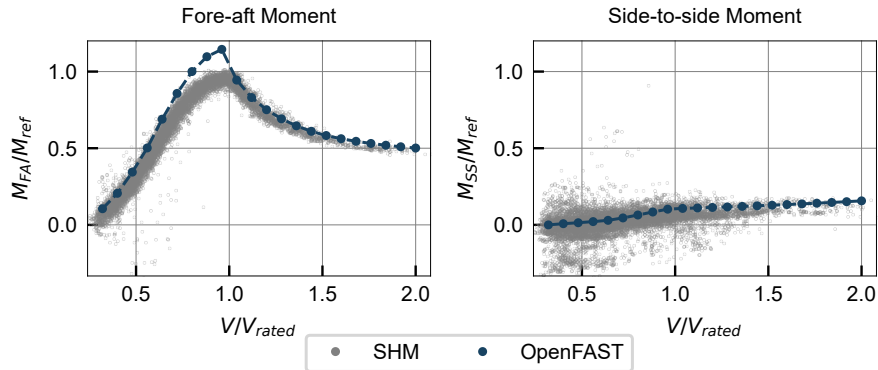 Fore-aft Moment
Side-to-side Moment
M_FA/M_ref
1.0
0.5
0.0
0.5 1.0 1.5 2.0
V/V_rated
M_SS/M_ref
1.0
0.5
0.0
0.5 1.0 1.5 2.0
V/V_rated
SHM OpenFAST